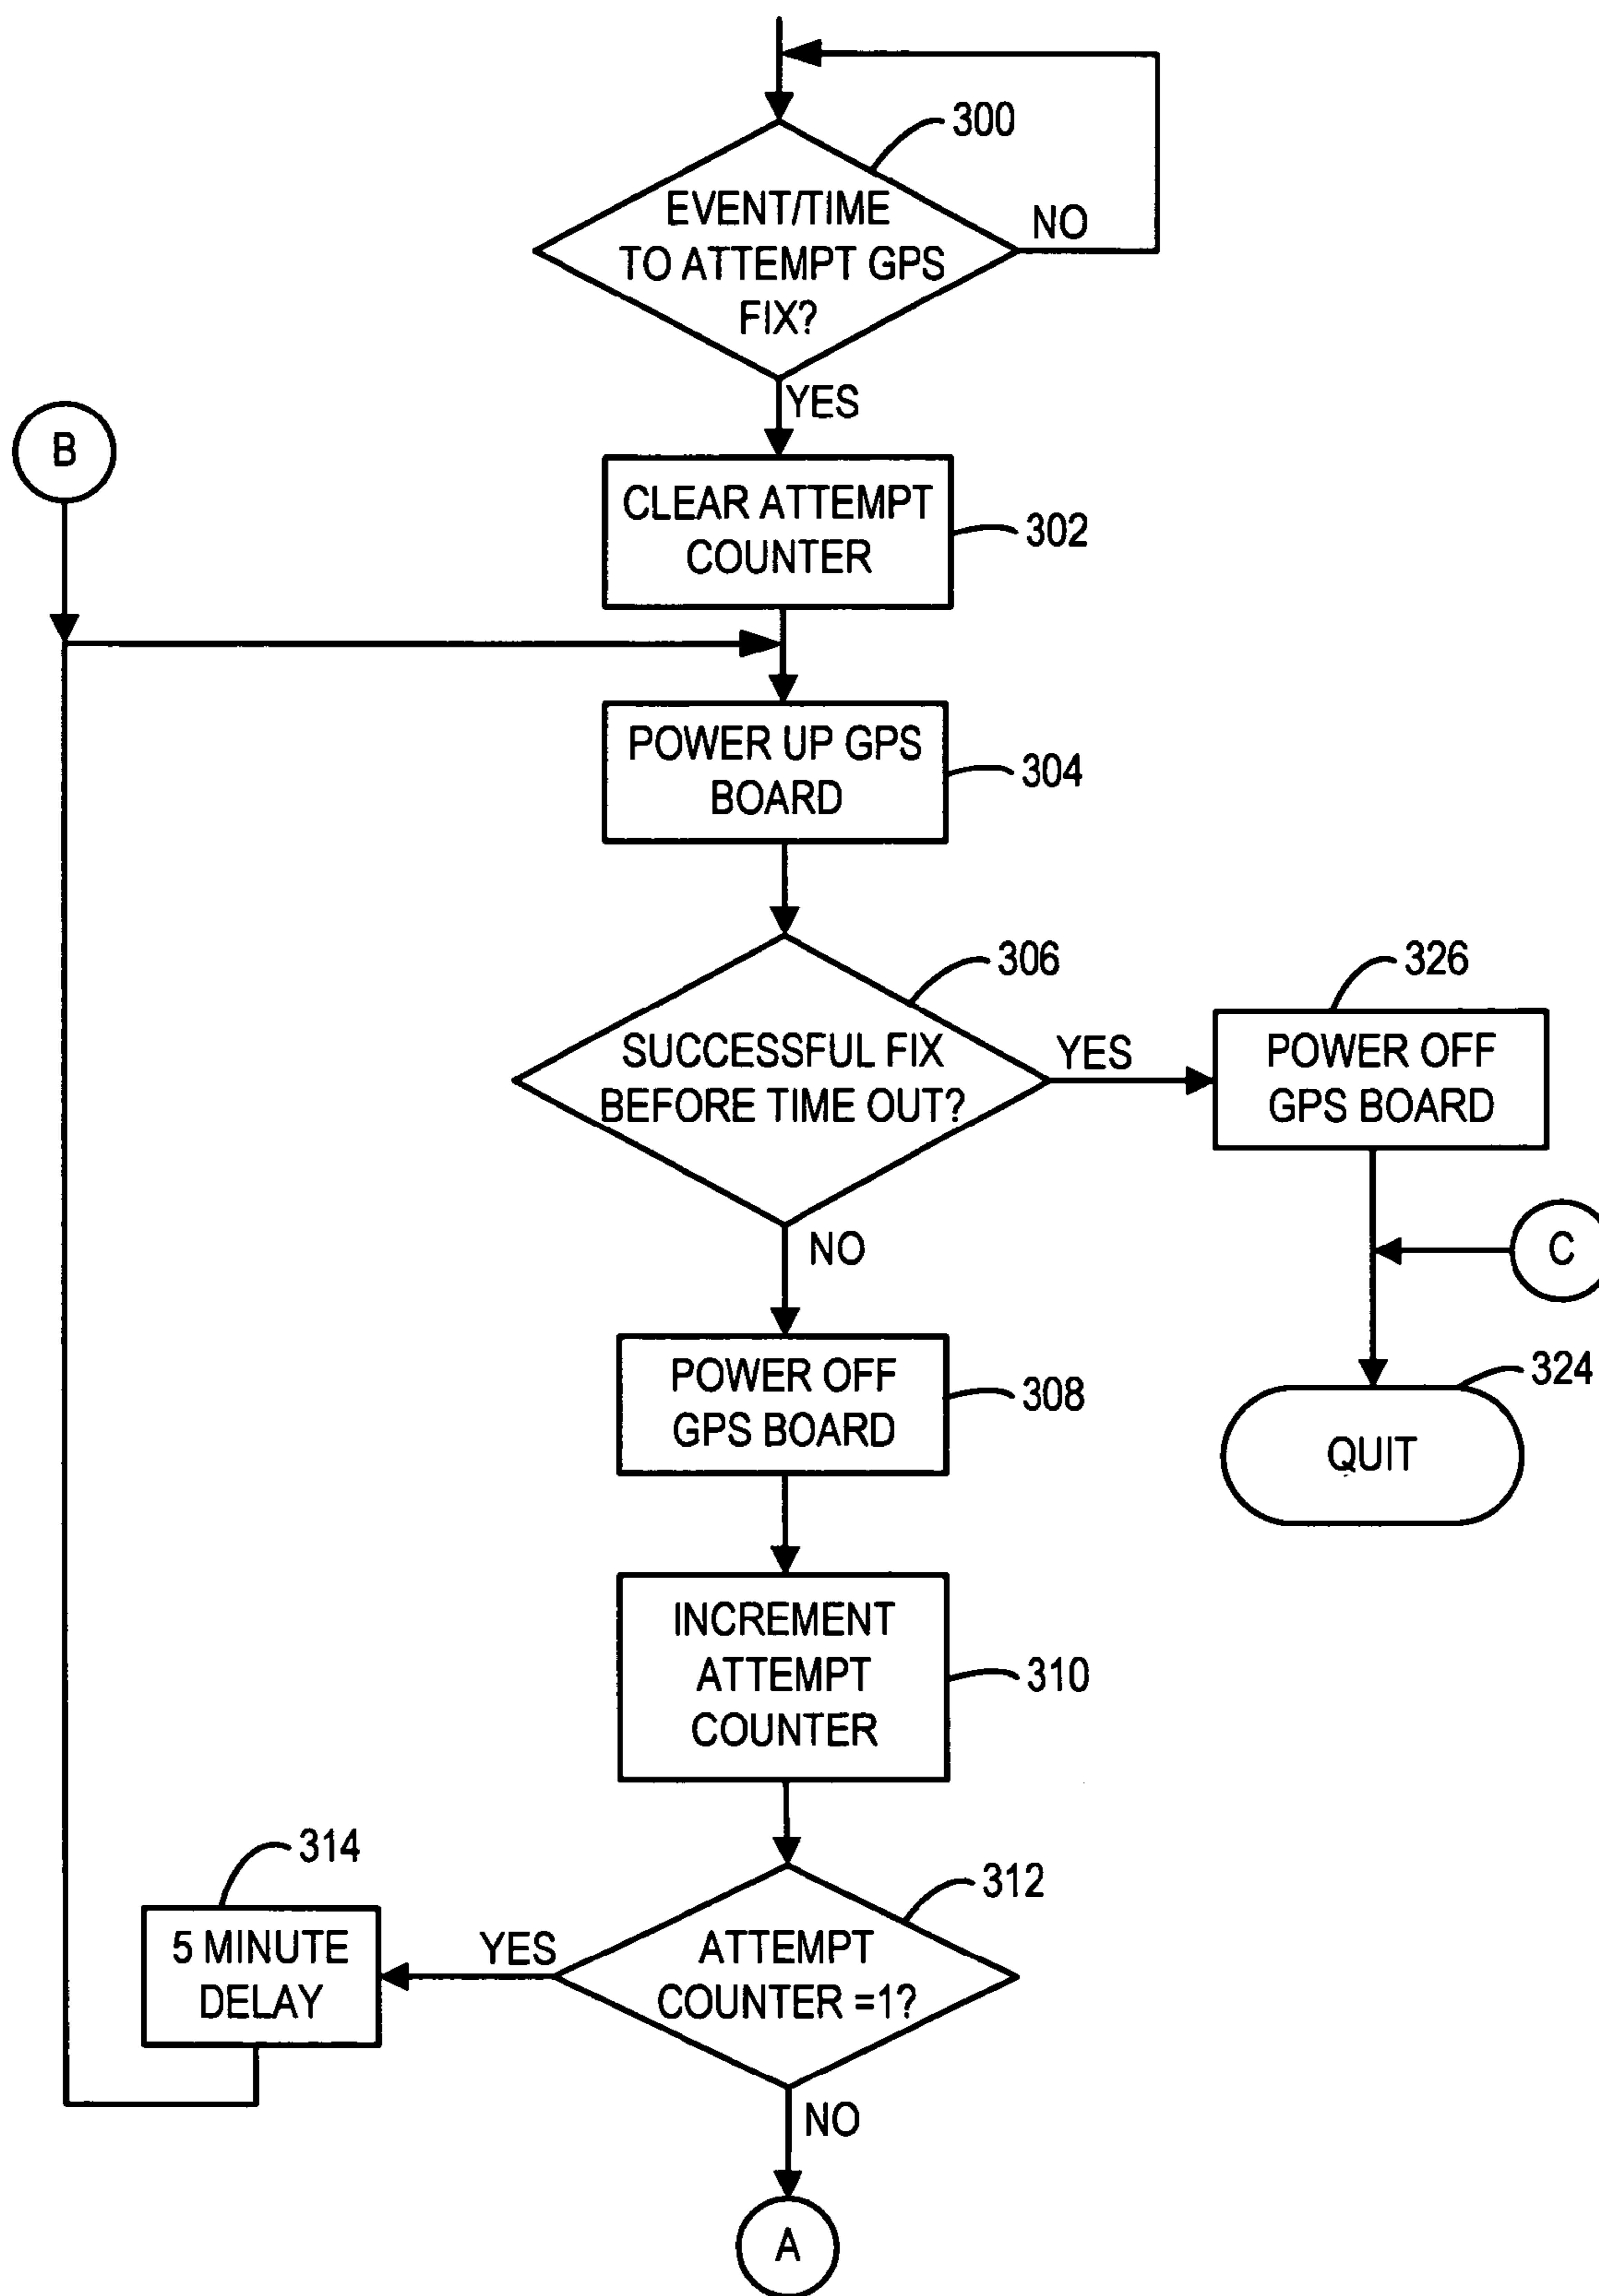 300
EVENT/TIME
TO ATTEMPT GPS
FIX?
NO
YES
B
CLEAR ATTEMPT
COUNTER
302
POWER UP GPS
BOARD
304
306
SUCCESSFUL FIX
BEFORE TIME OUT?
YES
326
POWER OFF
GPS BOARD
NO
C
POWER OFF
GPS BOARD
308
324
QUIT
INCREMENT
ATTEMPT
COUNTER
310
314
5 MINUTE
DELAY
YES
312
ATTEMPT
COUNTER =1?
NO
A